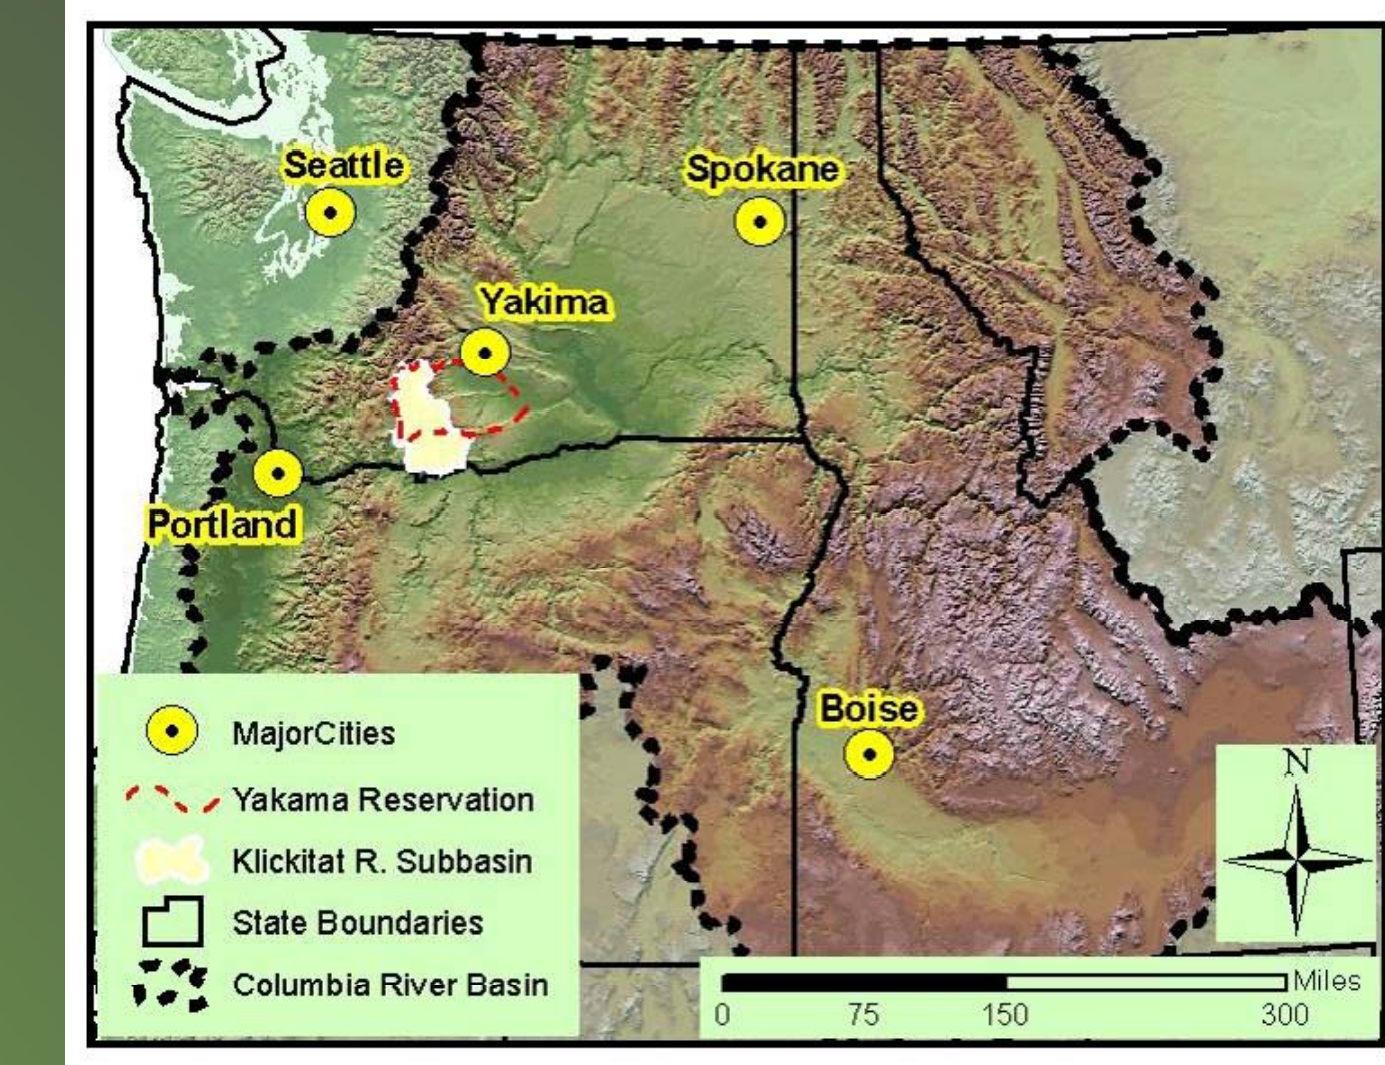 Seattle
Spokane
Yakima
Portland
Boise
MajorCities
Yakama Reservation
Klickitat R. Subbasin
State Boundaries
Columbia River Basin
N
Miles
0 75 150 300